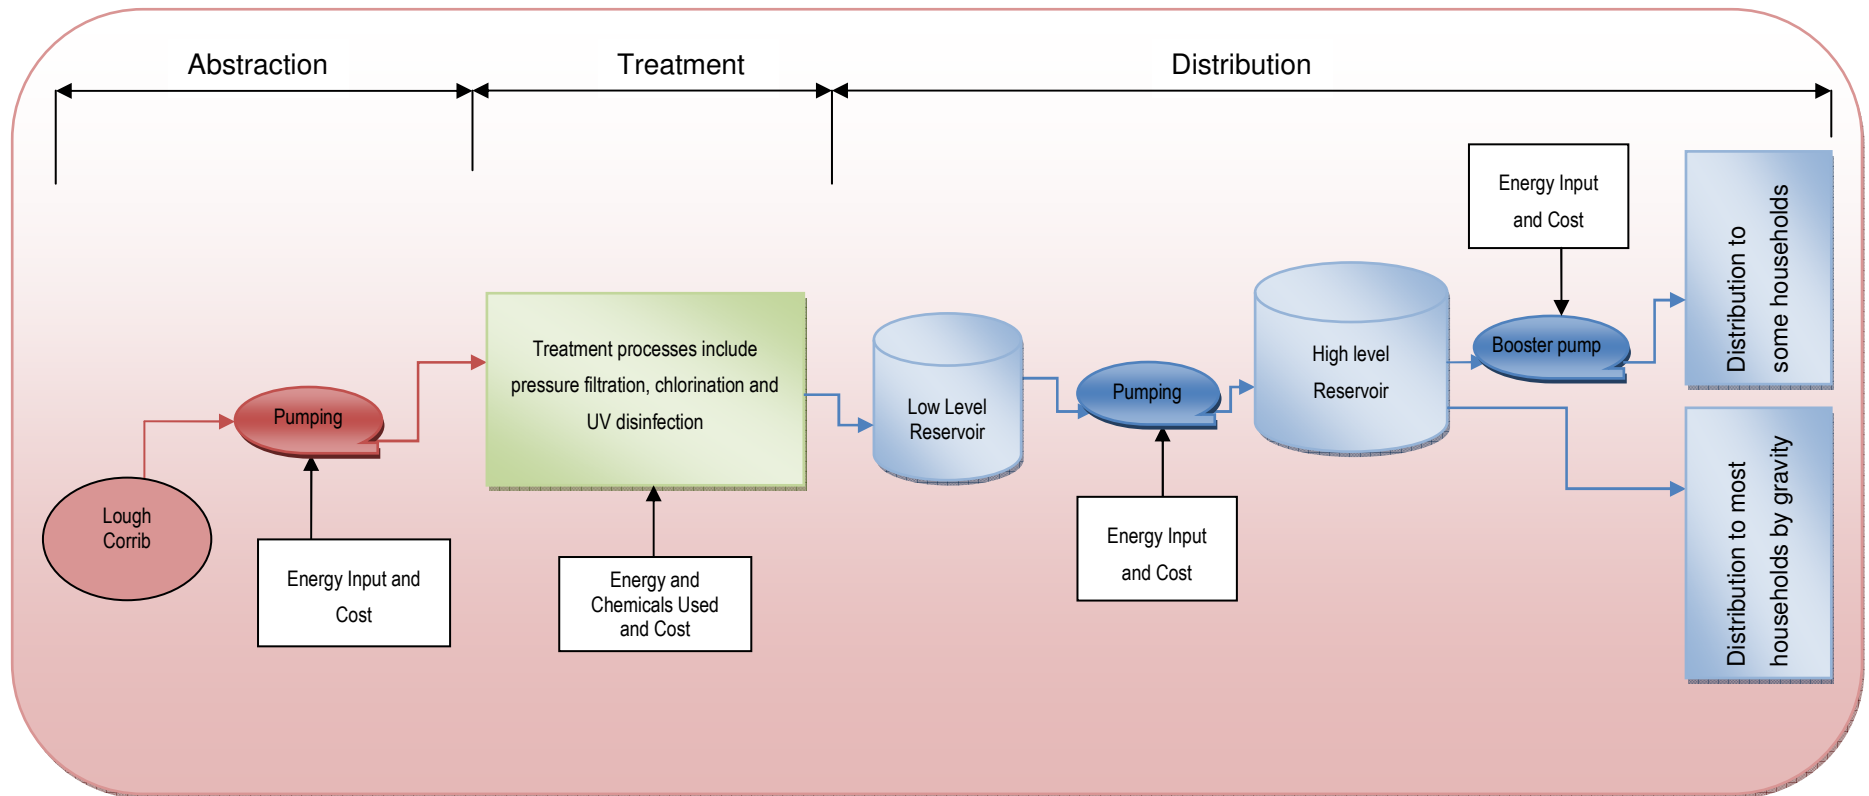 Abstraction
Treatment
Distribution
Lough
Corrib
Pumping
Energy Input and
Cost
Treatment processes include
pressure filtration, chlorination and
UV disinfection
Energy and
Chemicals Used
and Cost
Low Level
Reservoir
Pumping
Energy Input
and Cost
High level
Reservoir
Energy Input
and Cost
Booster pump
Distribution to
some households
Distribution to most
households by gravity